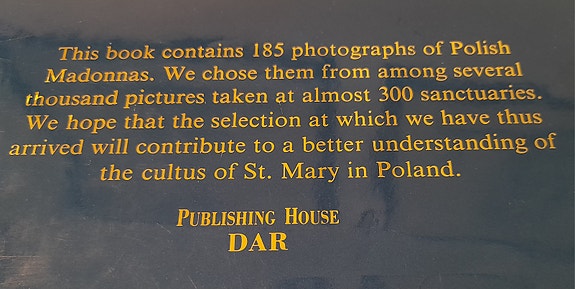 This book contains 185 photographs of Polish
Madonnas. We chose them from among several
thousand pictures taken at almost 300 sanctuaries.
We hope that the selection at which we have thus
arrived will contribute to a better understanding of
the cultus of St. Mary in Poland.
PUBLISHING HOUSE
DAR